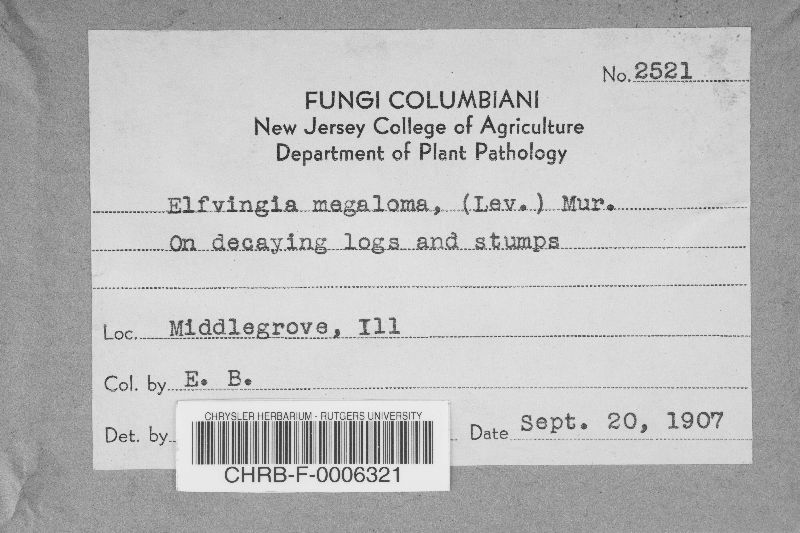 No. 2521
FUNGI COLUMBIANI
New Jersey College of Agriculture
Department of Plant Pathology
Elfvingia megaloma, (Lev.) Mur.
On decaying logs and stumps
Loc. Middlegrove, Ill
Col. by E. B.
Det. by
Date Sept. 20, 1907
CHRYSLER HERBARIUM - RUTGERS UNIVERSITY
CHRB-F-0006321